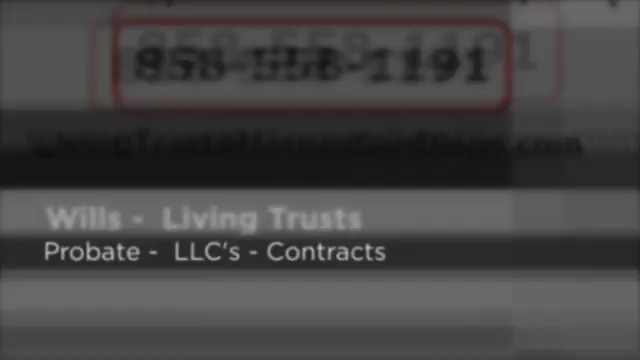 858-558-1191
Wills - Living Trusts
Probate - LLC's - Contracts